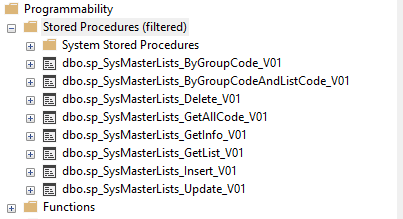 Programmability
Stored Procedures (filtered)
System Stored Procedures
dbo.sp_SysMasterLists_ByGroupCode_V01
dbo.sp_SysMasterLists_ByGroupCodeAndListCode_V01
dbo.sp_SysMasterLists_Delete_V01
dbo.sp_SysMasterLists_GetAllCode_V01
dbo.sp_SysMasterLists_GetInfo_V01
dbo.sp_SysMasterLists_GetList_V01
dbo.sp_SysMasterLists_Insert_V01
dbo.sp_SysMasterLists_Update_V01
Functions